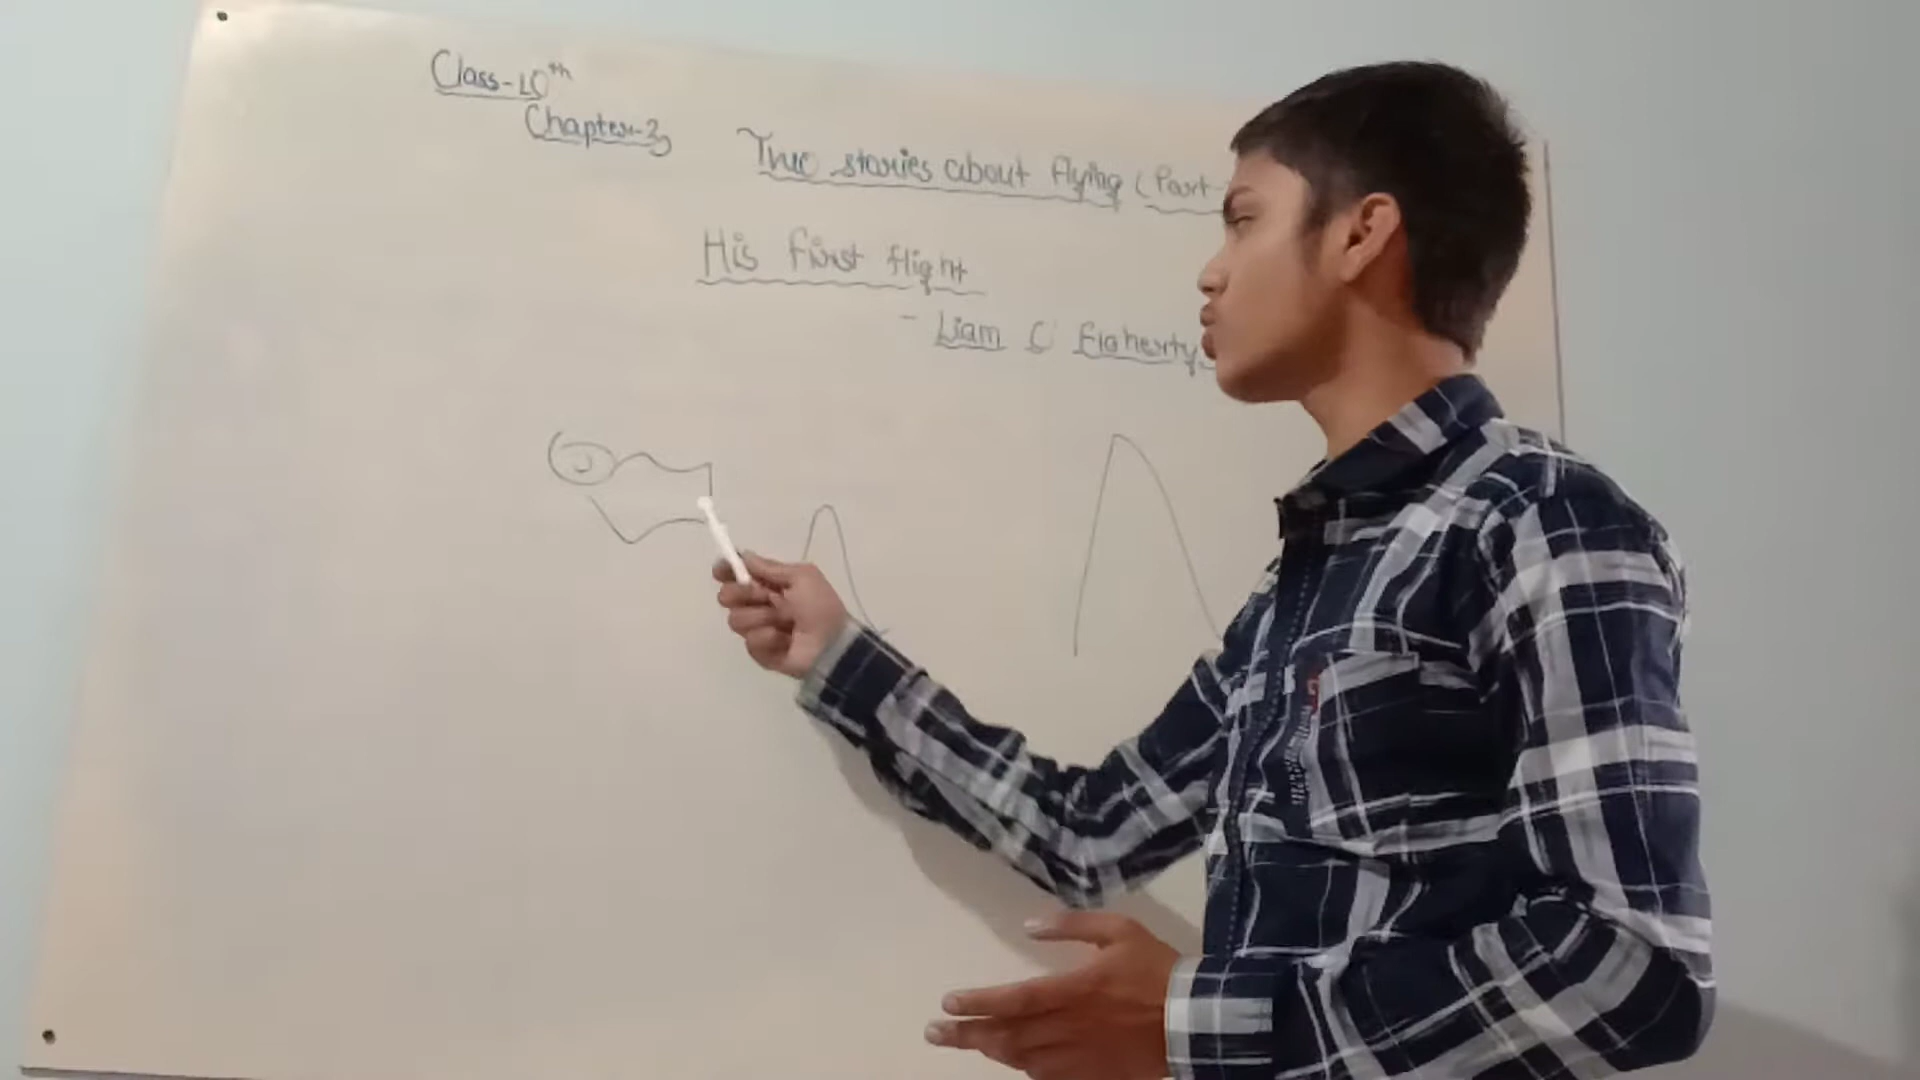 Class-10th
Chapter-3
Two stories about flying (Part-
His First flight
- Liam O Flaherty